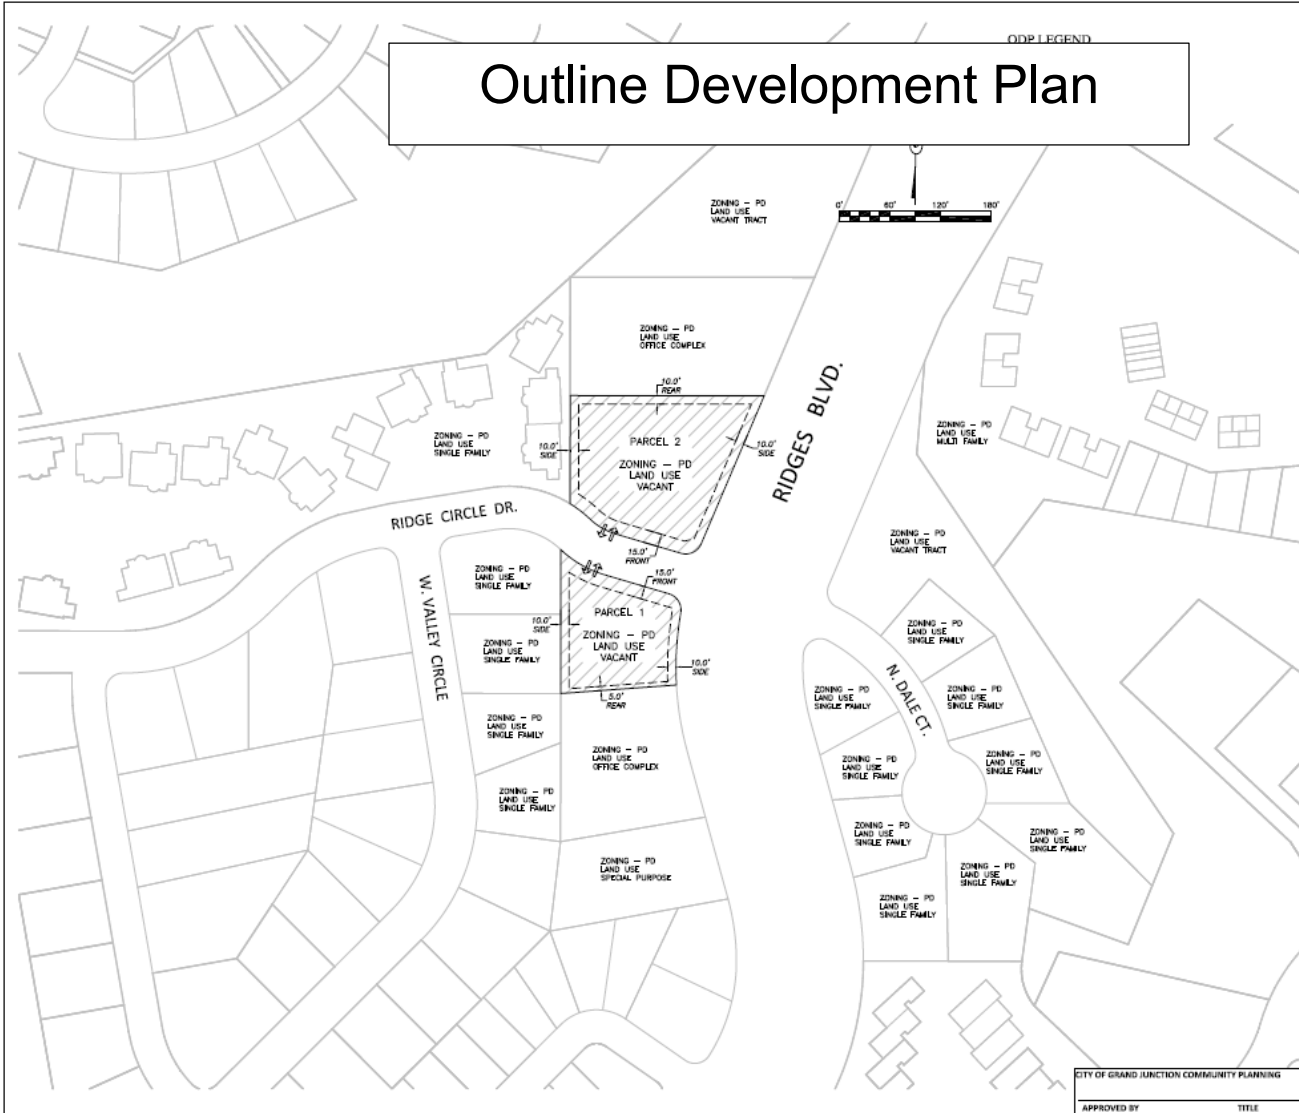 ODP LEGEND
Outline Development Plan
0'
60'
120'
180'
ZONING – PD
LAND USE
VACANT TRACT
ZONING – PD
LAND USE
OFFICE COMPLEX
RIDGES BLVD.
10.0'
REAR
ZONING – PD
LAND USE
SINGLE FAMILY
10.0'
SIDE
PARCEL 2
ZONING – PD
LAND USE
VACANT
10.0'
SIDE
ZONING – PD
LAND USE
MULTI FAMILY
RIDGE CIRCLE DR.
15.0'
FRONT
ZONING – PD
LAND USE
VACANT TRACT
W. VALLEY CIRCLE
ZONING – PD
LAND USE
SINGLE FAMILY
15.0'
FRONT
10.0'
SIDE
PARCEL 1
ZONING – PD
LAND USE
VACANT
10.0'
SIDE
5.0'
REAR
ZONING – PD
LAND USE
SINGLE FAMILY
ZONING – PD
LAND USE
SINGLE FAMILY
N. DALE CT.
ZONING – PD
LAND USE
SINGLE FAMILY
ZONING – PD
LAND USE
SINGLE FAMILY
ZONING – PD
LAND USE
SINGLE FAMILY
ZONING – PD
LAND USE
OFFICE COMPLEX
ZONING – PD
LAND USE
SINGLE FAMILY
ZONING – PD
LAND USE
SINGLE FAMILY
ZONING – PD
LAND USE
SINGLE FAMILY
ZONING – PD
LAND USE
SINGLE FAMILY
ZONING – PD
LAND USE
SINGLE FAMILY
ZONING – PD
LAND USE
SPECIAL PURPOSE
ZONING – PD
LAND USE
SINGLE FAMILY
ZONING – PD
LAND USE
SINGLE FAMILY
CITY OF GRAND JUNCTION COMMUNITY PLANNING
APPROVED BY
TITLE